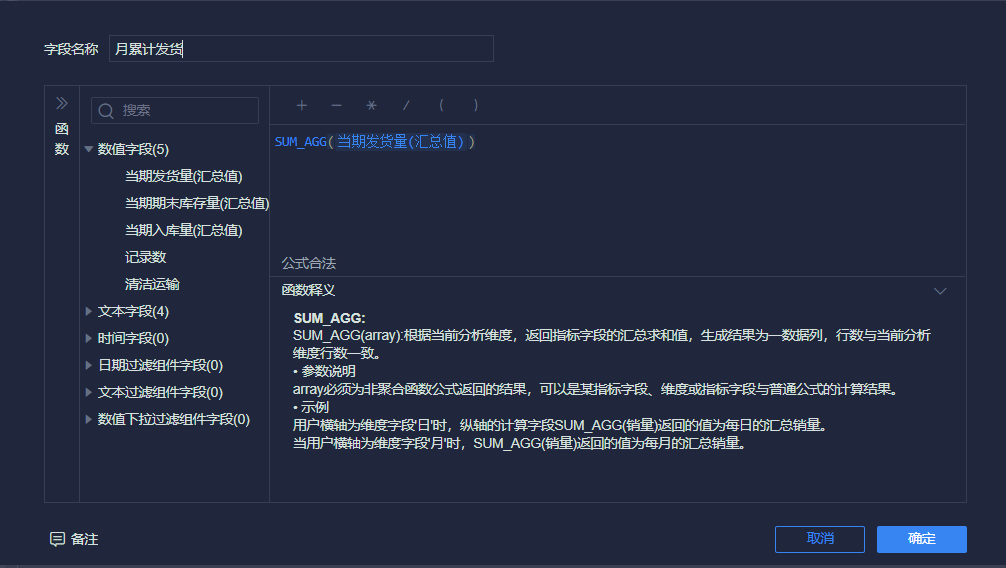 字段名称 月累计发货
函数
搜索
+ - * / ( )
数值字段(5)
当期发货量(汇总值)
当期期末库存量(汇总值)
当期入库量(汇总值)
记录数
清洁运输
文本字段(4)
时间字段(0)
日期过滤组件字段(0)
文本过滤组件字段(0)
数值下拉过滤组件字段(0)
SUM_AGG(当期发货量(汇总值))
公式合法
函数释义
SUM_AGG:
SUM_AGG(array):根据当前分析维度，返回指标字段的汇总求和值，生成结果为一数据列，行数与当前分析
维度行数一致。
• 参数说明
array必须为非聚合函数公式返回的结果，可以是某指标字段、维度或指标字段与普通公式的计算结果。
• 示例
用户横轴为维度字段'日'时，纵轴的计算字段SUM_AGG(销量)返回的值为每日的汇总销量。
当用户横轴为维度字段'月'时，SUM_AGG(销量)返回的值为每月的汇总销量。
备注
取消 确定